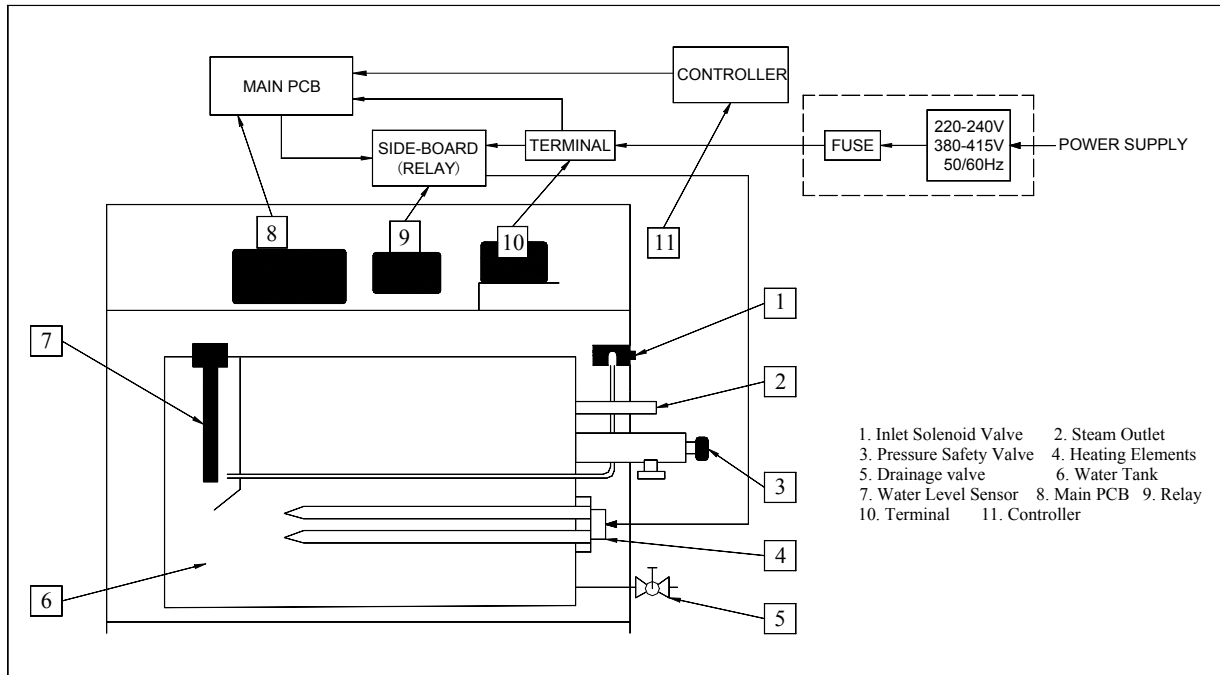 MAIN PCB
CONTROLLER
SIDE-BOARD
(RELAY)
TERMINAL
FUSE
220-240V
380-415V
50/60Hz
POWER SUPPLY
8
9
10
11
1
7
2
3
4
6
5
1. Inlet Solenoid Valve 2. Steam Outlet
3. Pressure Safety Valve 4. Heating Elements
5. Drainage valve 6. Water Tank
7. Water Level Sensor 8. Main PCB 9. Relay
10. Terminal 11. Controller